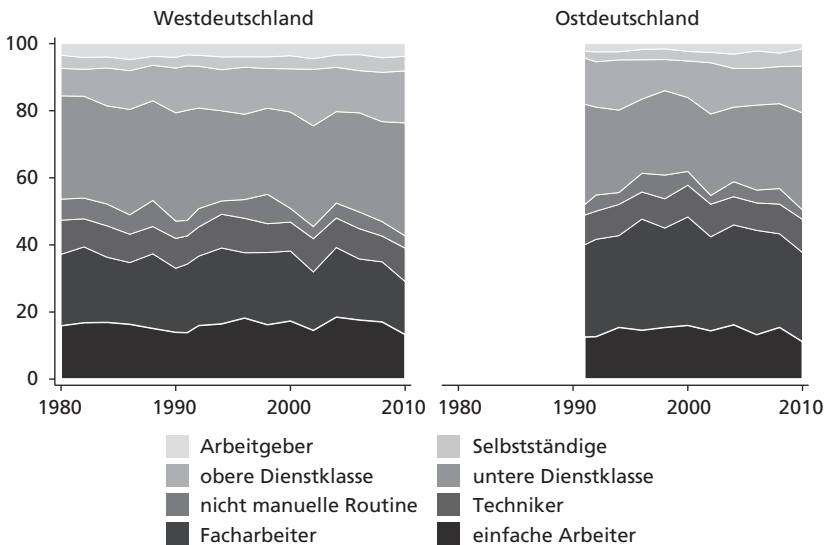 Westdeutschland Ostdeutschland
100
80
60
40
20
0
1980 1990 2000 2010 1980 1990 2000 2010
Arbeitgeber Selbstständige
obere Dienstklasse untere Dienstklasse
nicht manuelle Routine Techniker
Facharbeiter einfache Arbeiter